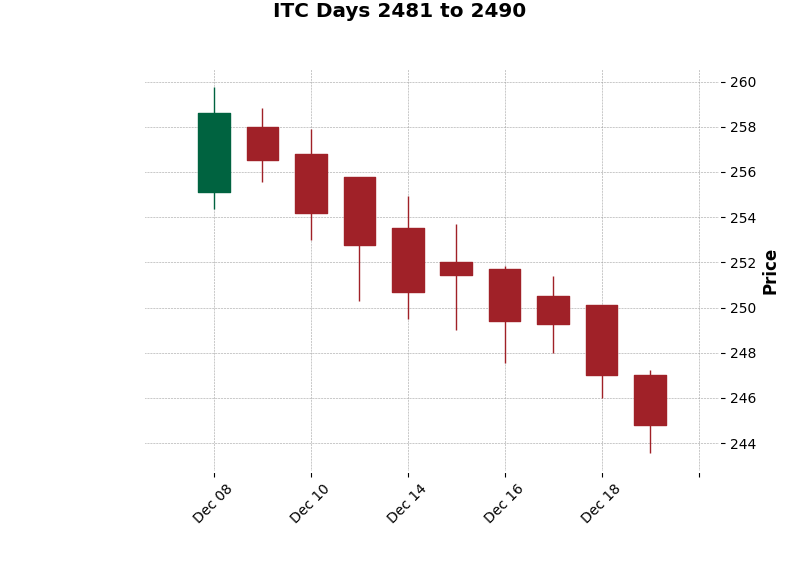 ITC Days 2481 to 2490
260
258
256
254
252
250
248
246
244
Price
Dec 08
Dec 10
Dec 14
Dec 16
Dec 18